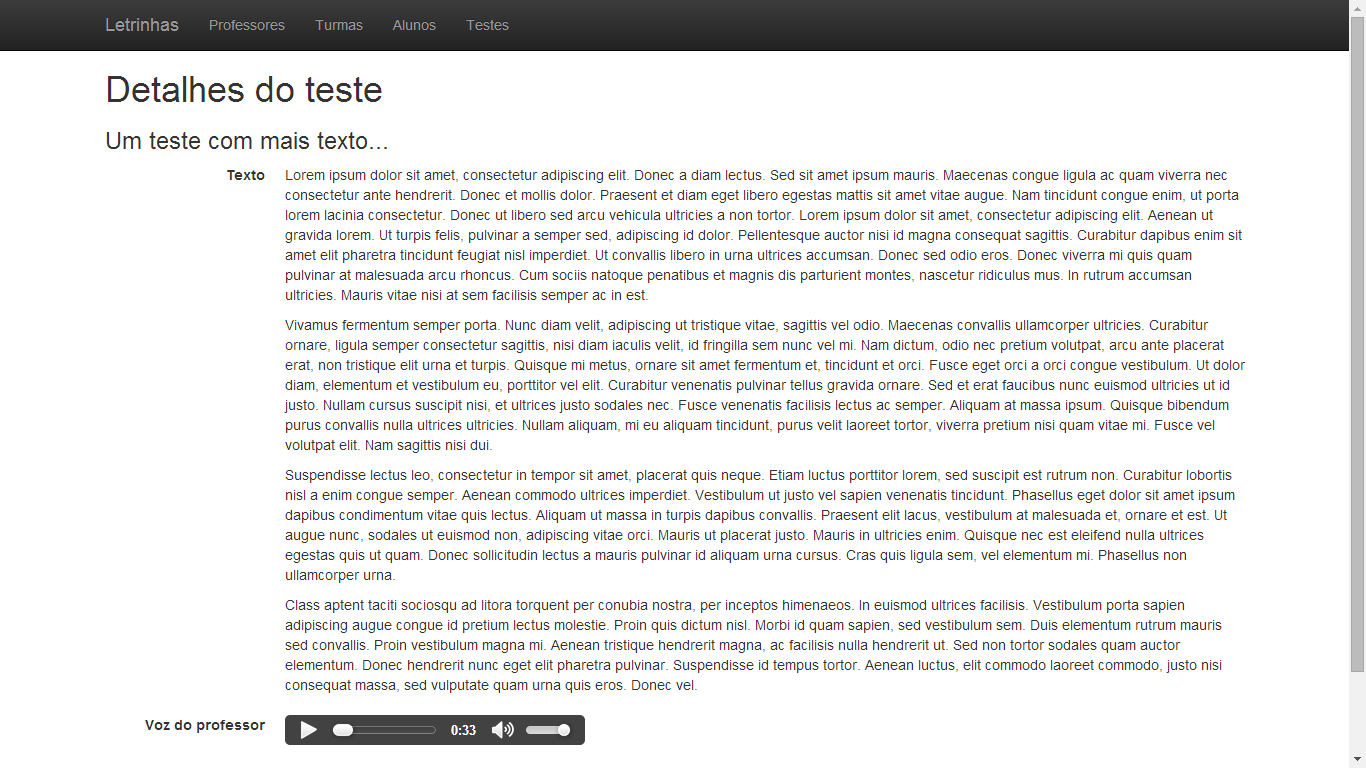 Letrinhas Professores Turmas Alunos Testes
Detalhes do teste
Um teste com mais texto...
Texto
Lorem ipsum dolor sit amet, consectetur adipiscing elit. Donec a diam lectus. Sed sit amet ipsum mauris. Maecenas congue ligula ac quam viverra nec
consectetur ante hendrerit. Donec et mollis dolor. Praesent et diam eget libero egestas mattis sit amet vitae augue. Nam tincidunt congue enim, ut porta
lorem lacinia consectetur. Donec ut libero sed arcu vehicula ultricies a non tortor. Lorem ipsum dolor sit amet, consectetur adipiscing elit. Aenean ut
gravida lorem. Ut turpis felis, pulvinar a semper sed, adipiscing id dolor. Pellentesque auctor nisi id magna consequat sagittis. Curabitur dapibus enim sit
amet elit pharetra tincidunt feugiat nisl imperdiet. Ut convallis libero in urna ultrices accumsan. Donec sed odio eros. Donec viverra mi quis quam
pulvinar at malesuada arcu rhoncus. Cum sociis natoque penatibus et magnis dis parturient montes, nascetur ridiculus mus. In rutrum accumsan
ultricies. Mauris vitae nisi at sem facilisis semper ac in est.
Vivamus fermentum semper porta. Nunc diam velit, adipiscing ut tristique vitae, sagittis vel odio. Maecenas convallis ullamcorper ultricies. Curabitur
ornare, ligula semper consectetur sagittis, nisi diam iaculis velit, id fringilla sem nunc vel mi. Nam dictum, odio nec pretium volutpat, arcu ante placerat
erat, non tristique elit urna et turpis. Quisque mi metus, ornare sit amet fermentum et, tincidunt et orci. Fusce eget orci a orci congue vestibulum. Ut dolor
diam, elementum et vestibulum eu, porttitor vel elit. Curabitur venenatis pulvinar tellus gravida ornare. Sed et erat faucibus nunc euismod ultricies ut id
justo. Nullam cursus suscipit nisi, et ultrices justo sodales nec. Fusce venenatis facilisis lectus ac semper. Aliquam at massa ipsum. Quisque bibendum
purus convallis nulla ultrices ultricies. Nullam aliquam, mi eu aliquam tincidunt, purus velit laoreet tortor, viverra pretium nisi quam vitae mi. Fusce vel
volutpat elit. Nam sagittis nisi dui.
Suspendisse lectus leo, consectetur in tempor sit amet, placerat quis neque. Etiam luctus porttitor lorem, sed suscipit est rutrum non. Curabitur lobortis
nisl a enim congue semper. Aenean commodo ultrices imperdiet. Vestibulum ut justo vel sapien venenatis tincidunt. Phasellus eget dolor sit amet ipsum
dapibus condimentum vitae quis lectus. Aliquam ut massa in turpis dapibus convallis. Praesent elit lacus, vestibulum at malesuada et, ornare et est. Ut
augue nunc, sodales ut euismod non, adipiscing vitae orci. Mauris ut placerat justo. Mauris in ultricies enim. Quisque nec est eleifend nulla ultrices
egestas quis ut quam. Donec sollicitudin lectus a mauris pulvinar id aliquam urna cursus. Cras quis ligula sem, vel elementum mi. Phasellus non
ullamcorper urna.
Class aptent taciti sociosqu ad litora torquent per conubia nostra, per inceptos himenaeos. In euismod ultrices facilisis. Vestibulum porta sapien
adipiscing augue congue id pretium lectus molestie. Proin quis dictum nisl. Morbi id quam sapien, sed vestibulum sem. Duis elementum rutrum mauris
sed convallis. Proin vestibulum magna mi. Aenean tristique hendrerit magna, ac facilisis nulla hendrerit ut. Sed non tortor sodales quam auctor
elementum. Donec hendrerit nunc eget elit pharetra pulvinar. Suspendisse id tempus tortor. Aenean luctus, elit commodo laoreet commodo, justo nisi
consequat massa, sed vulputate quam urna quis eros. Donec vel.
Voz do professor
0:33